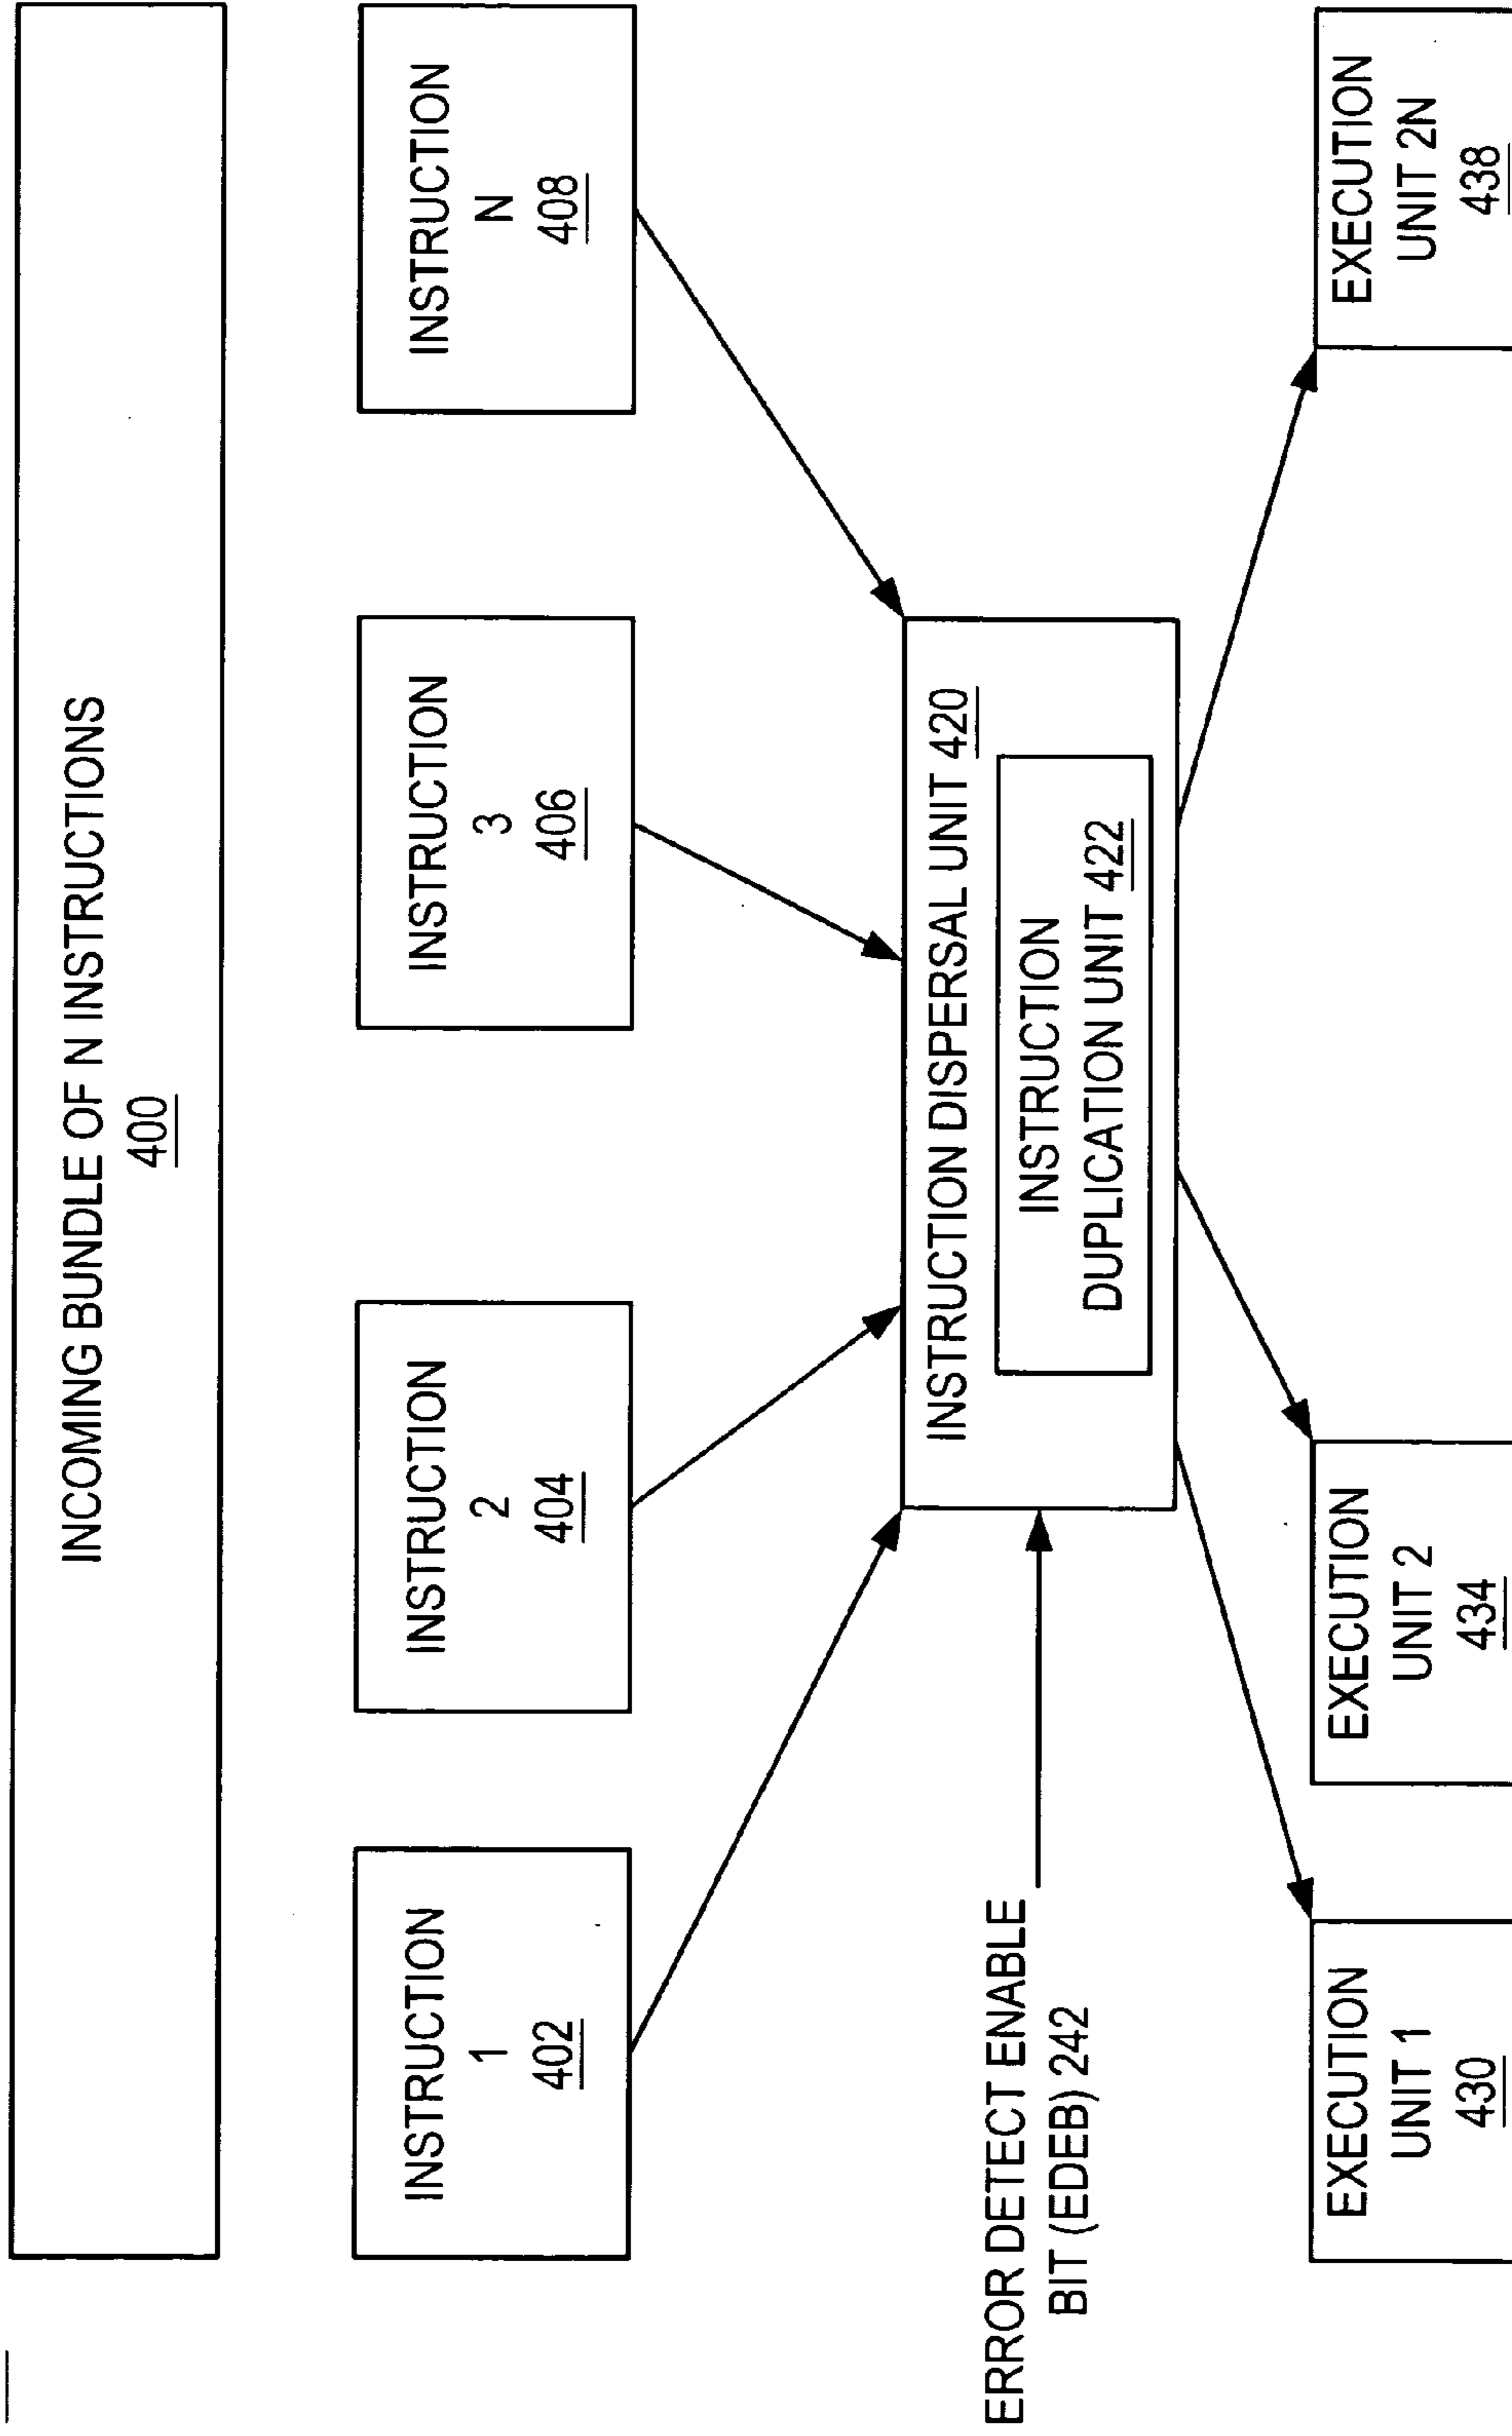 INCOMING BUNDLE OF N INSTRUCTIONS
400
INSTRUCTION
1
402
INSTRUCTION
2
404
INSTRUCTION
3
406
INSTRUCTION
N
408
ERROR DETECT ENABLE
BIT (EDEB) 242
INSTRUCTION DISPERSAL UNIT 420
INSTRUCTION
DUPLICATION UNIT 422
EXECUTION
UNIT 1
430
EXECUTION
UNIT 2
434
EXECUTION
UNIT 2N
438